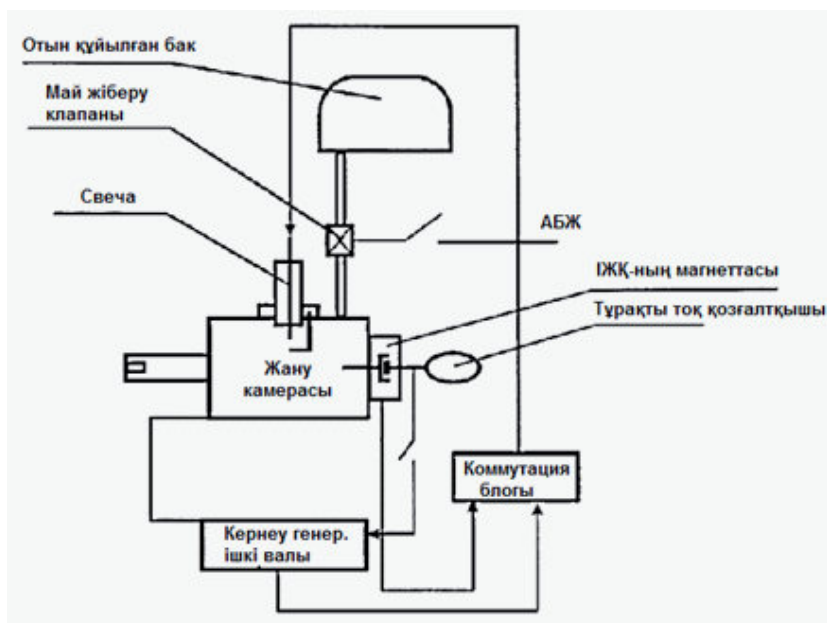 Отын құйылған бак
Май жіберу
клапаны
Свеча
АБЖ
ІЖҚ-ның магнеттасы
Тұрақты тоқ қозғалтқышы
Жану
камерасы
Коммутация
блогы
Кернеу генер.
ішкі валы